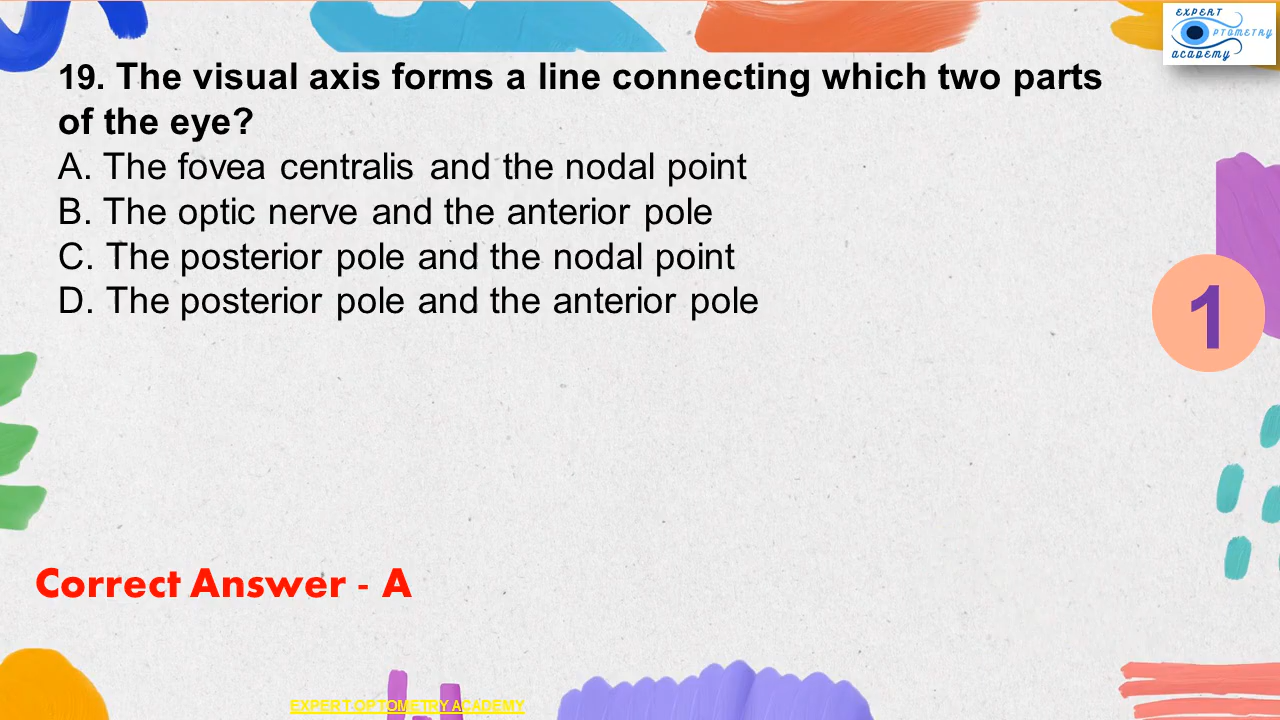 EXPERT
PTOMETRY
academy
19. The visual axis forms a line connecting which two parts
of the eye?
A. The fovea centralis and the nodal point
B. The optic nerve and the anterior pole
C. The posterior pole and the nodal point
D. The posterior pole and the anterior pole
1
Correct Answer - A
EXPERT OPTOMETRY ACADEMY